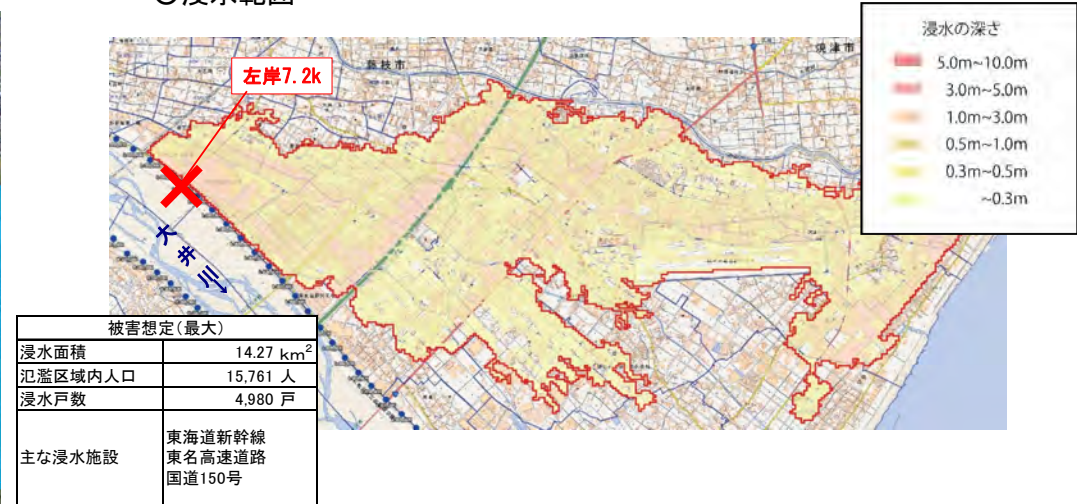 〇浸水範囲
浸水の深さ
5.0m~10.0m
3.0m~5.0m
1.0m~3.0m
0.5m~1.0m
0.3m~0.5m
~0.3m
藤枝市
焼津市
左岸7.2k
大井川
被害想定(最大)
浸水面積 14.27 km²
氾濫区域内人口 15,761 人
浸水戸数 4,980 戸
主な浸水施設
東海道新幹線
東名高速道路
国道150号